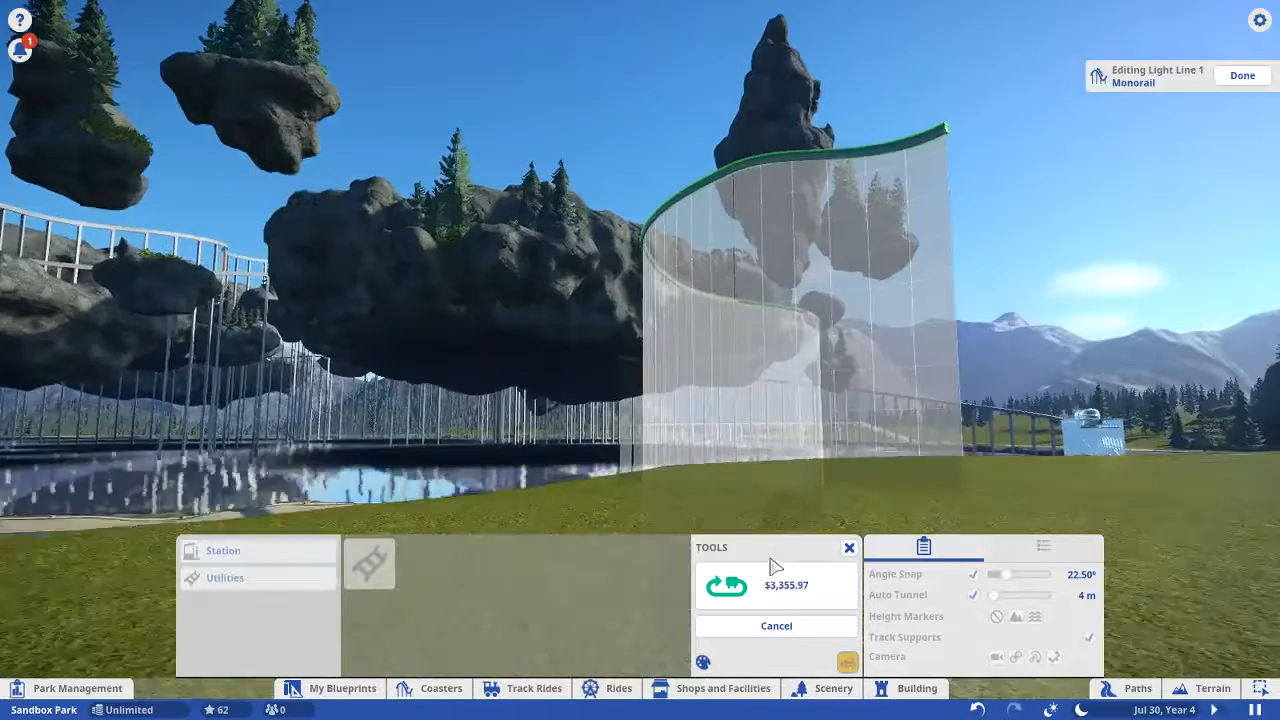 ?
1
Editing Light Line 1
Monorail
Done
Station
Utilities
TOOLS
$3,355.97
Cancel
Angle Snap
22.50°
Auto Tunnel
4 m
Height Markers
Track Supports
Camera
Park Management
My Blueprints
Coasters
Track Rides
Rides
Shops and Facilities
Scenery
Building
Paths
Terrain
Sandbox Park
Unlimited
62
0
Jul 30, Year 4